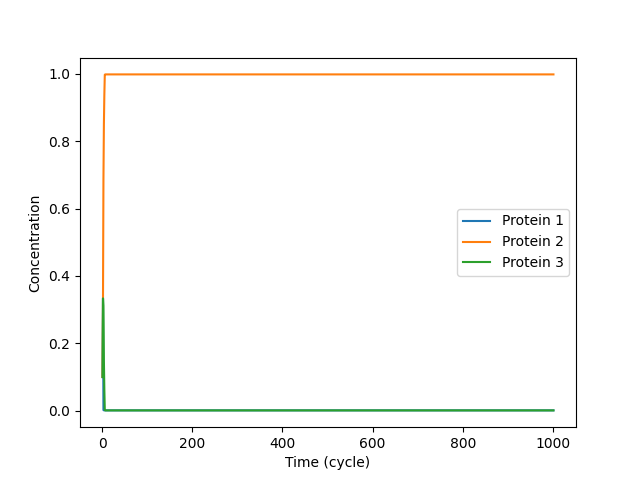 1.0
0.8
0.6
0.4
0.2
0.0
Concentration
Protein 1
Protein 2
Protein 3
0 200 400 600 800 1000
Time (cycle)